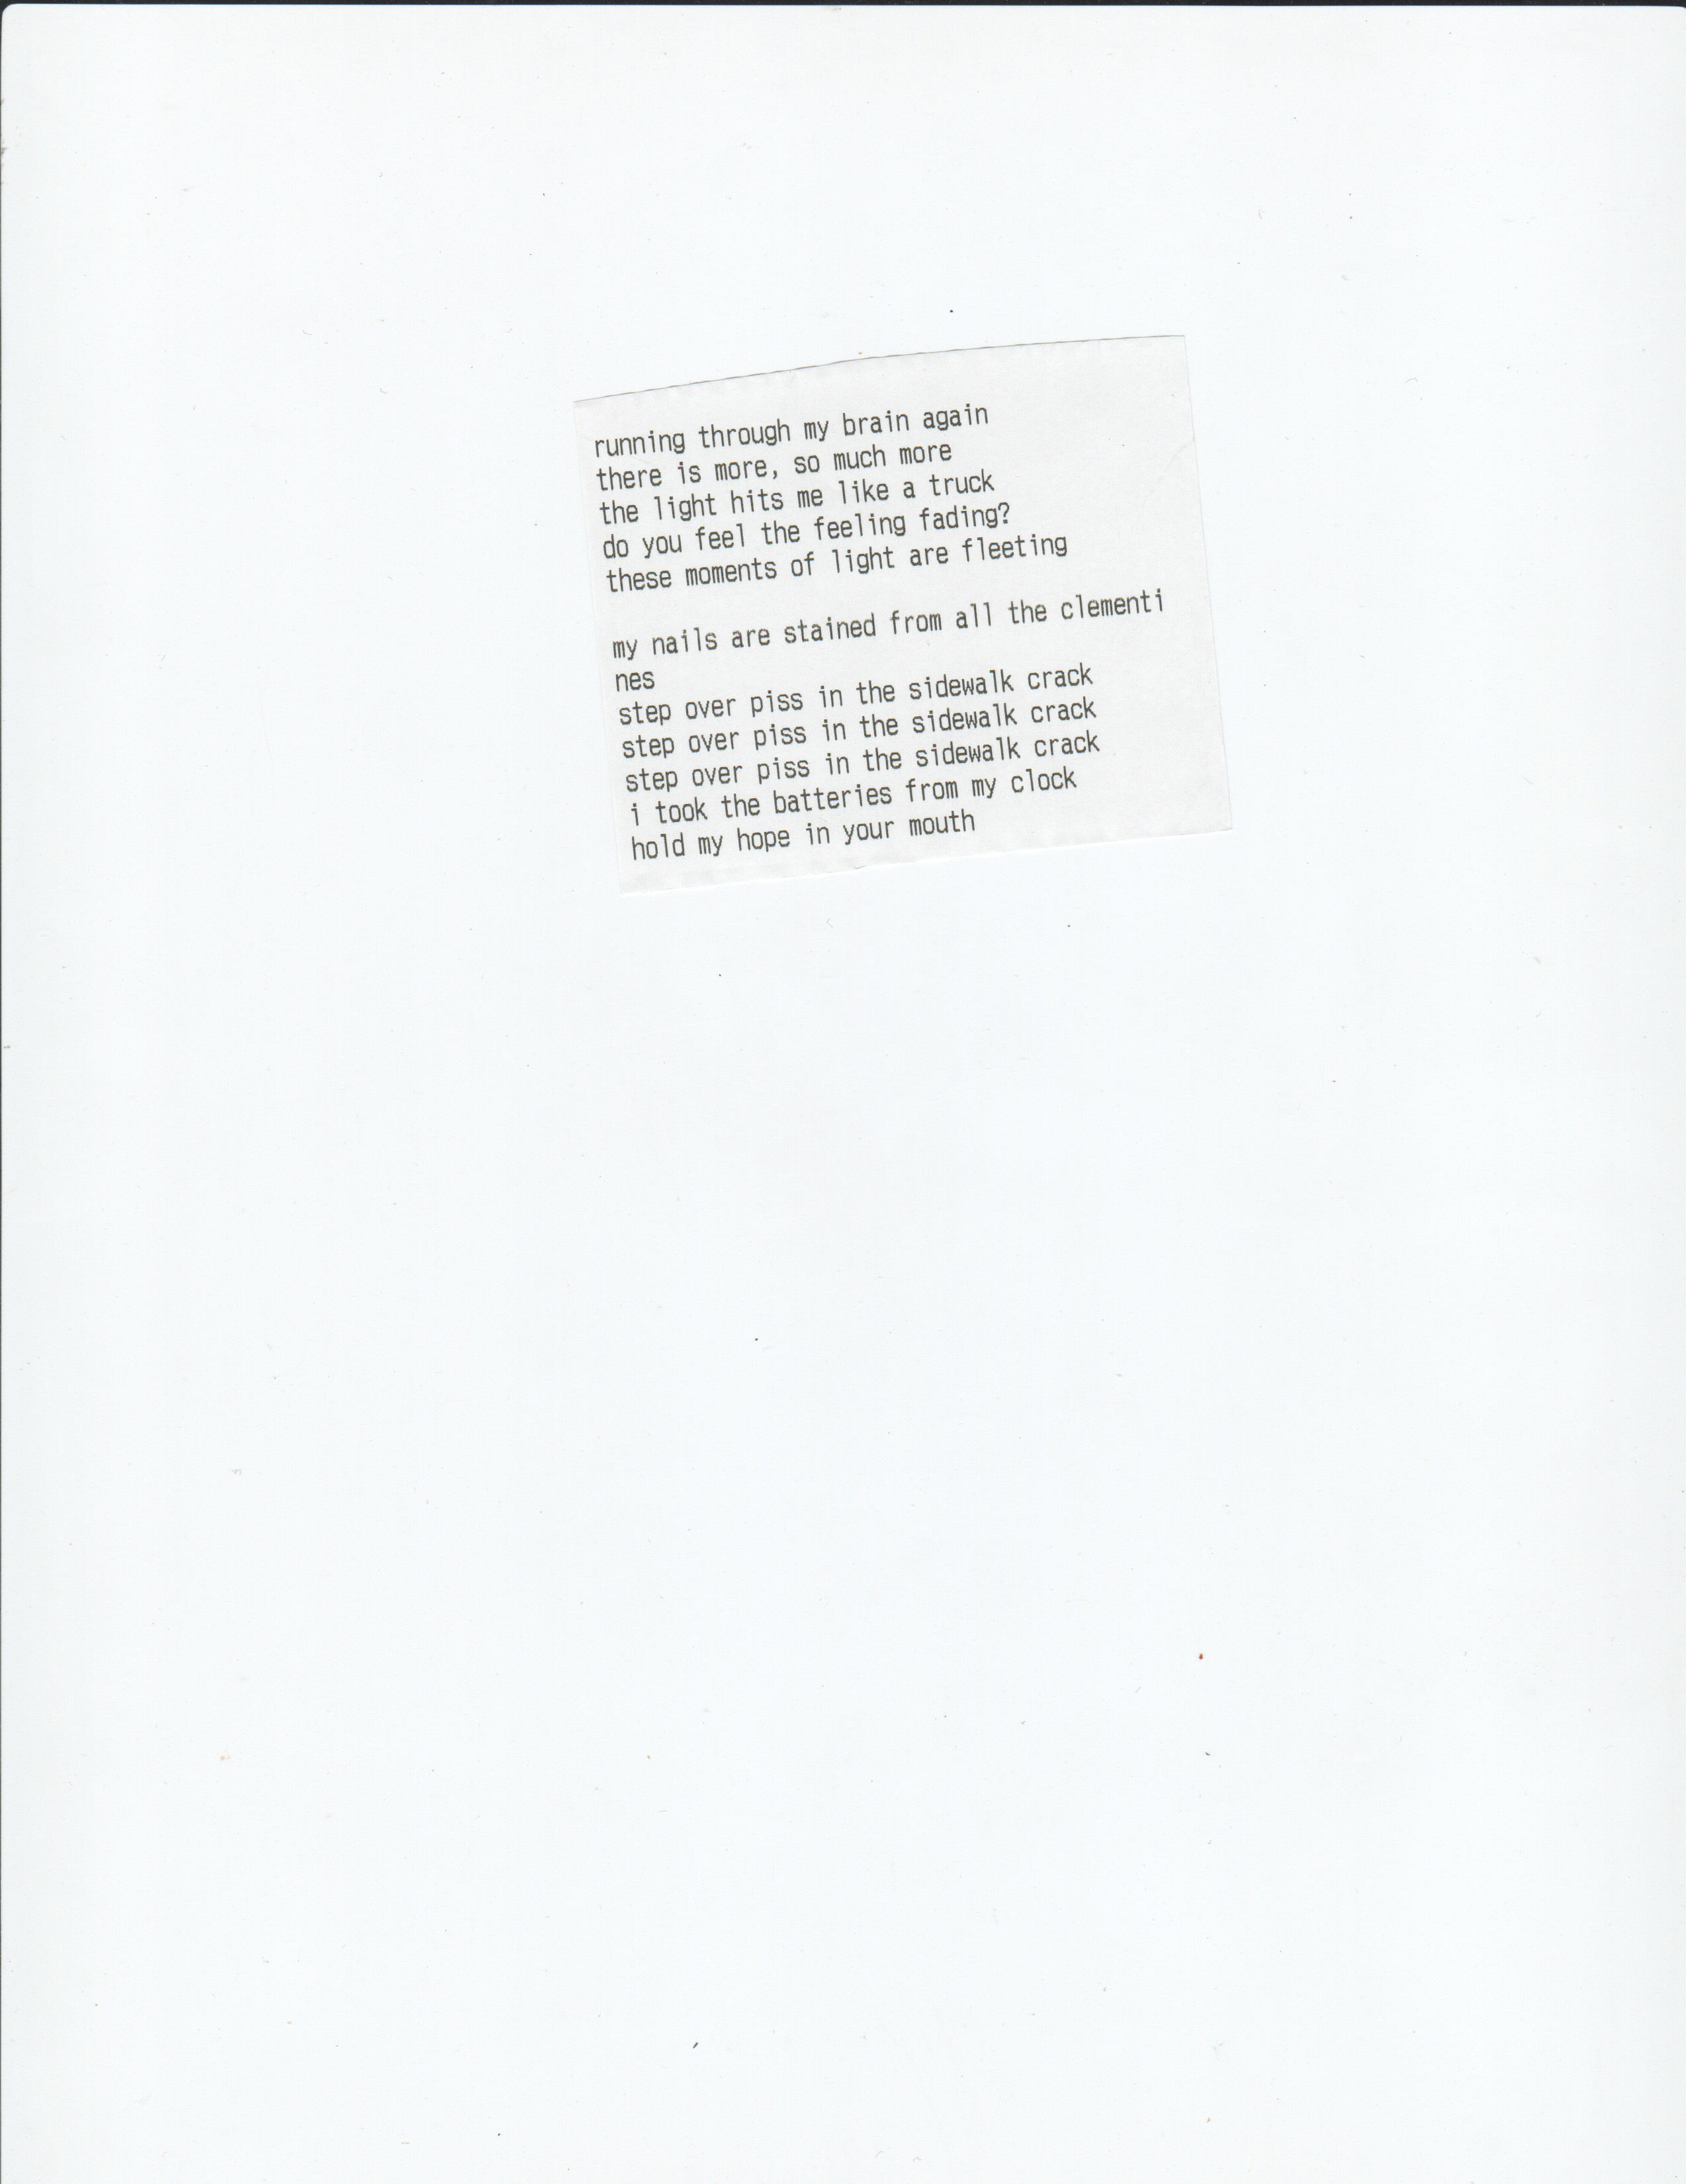 running through my brain again
there is more, so much more
the light hits me like a truck
do you feel the feeling fading?
these moments of light are fleeting
my nails are stained from all the clementi
nes
step over piss in the sidewalk crack
step over piss in the sidewalk crack
step over piss in the sidewalk crack
i took the batteries from my clock
hold my hope in your mouth